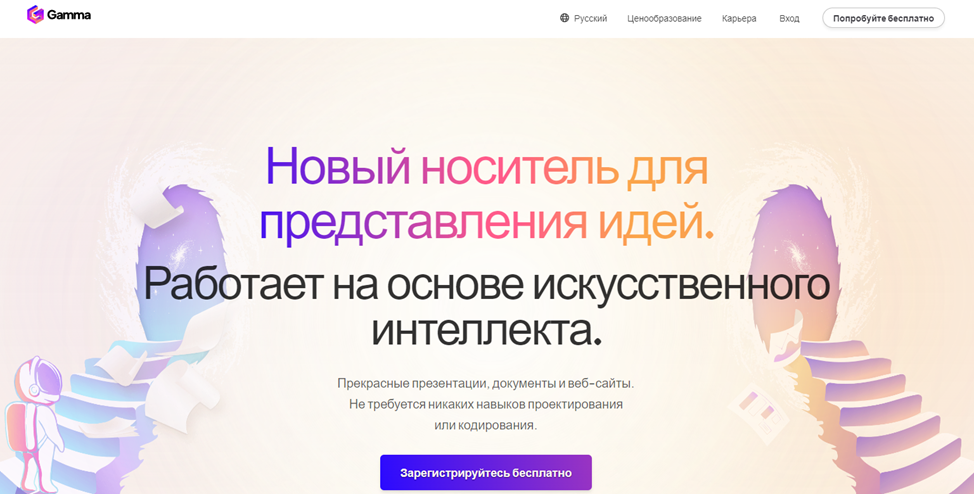 Gamma
Русский Ценообразование Карьера Вход Попробуйте бесплатно
Новый носитель для
представления идей.
Работает на основе искусственного
интеллекта.
Прекрасные презентации, документы и веб-сайты.
Не требуется никаких навыков проектирования
или кодирования.
Зарегистрируйтесь бесплатно